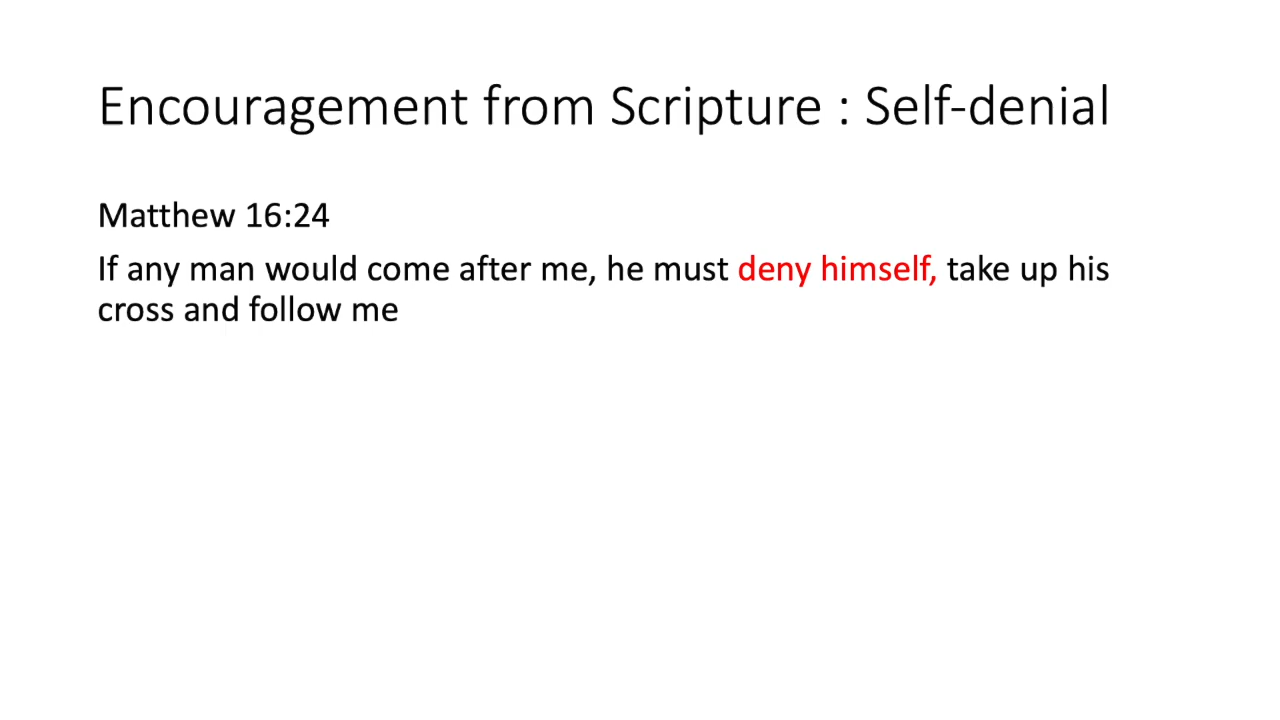 Encouragement from Scripture : Self-denial
Matthew 16:24
If any man would come after me, he must deny himself, take up his
cross and follow me